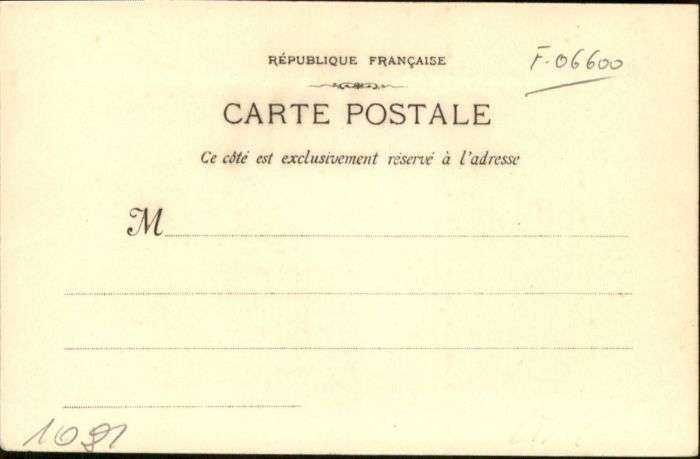 RÉPUBLIQUE FRANÇAISE
F-06600
CARTE POSTALE
Ce côté est exclusivement réservé à l'adresse
M
1091